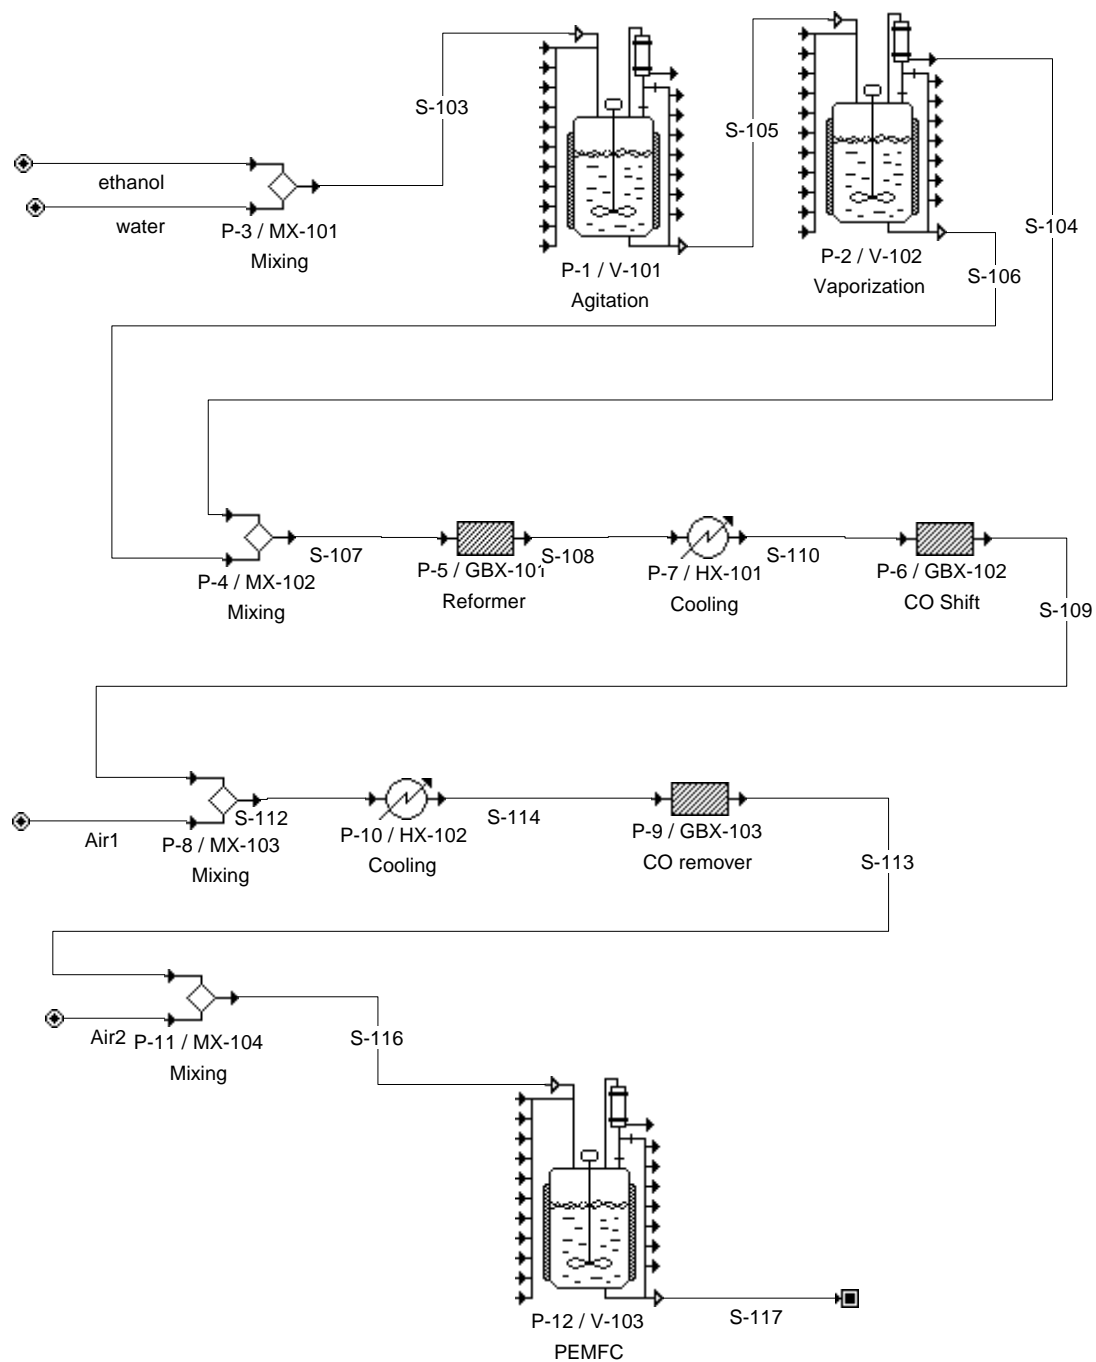 S-103
S-105
ethanol
water
P-3 / MX-101
Mixing
P-1 / V-101
Agitation
P-2 / V-102
Vaporization
S-104
S-106
S-107
P-4 / MX-102
Mixing
P-5 / GBX-101
Reformer
S-108
P-7 / HX-101
Cooling
S-110
P-6 / GBX-102
CO Shift
S-109
Air1
P-8 / MX-103
Mixing
S-112
P-10 / HX-102
Cooling
S-114
P-9 / GBX-103
CO remover
S-113
Air2
P-11 / MX-104
Mixing
S-116
P-12 / V-103
PEMFC
S-117